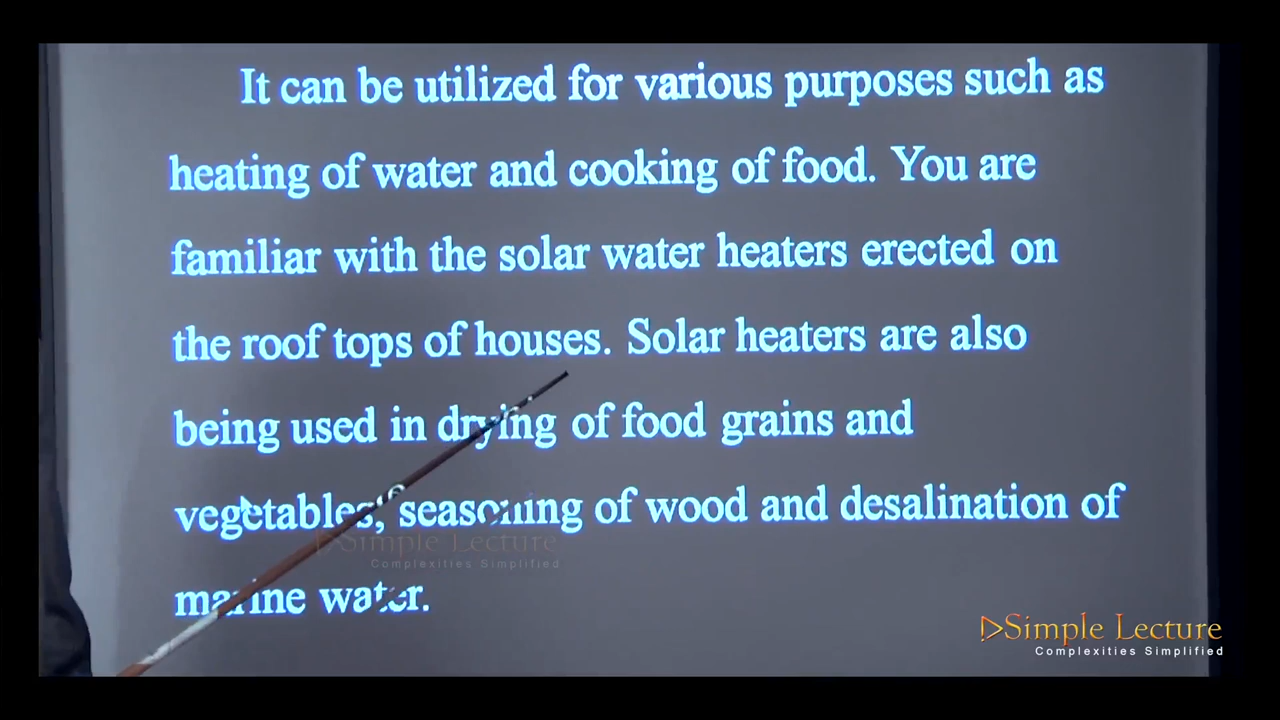 It can be utilized for various purposes such as
heating of water and cooking of food. You are
familiar with the solar water heaters erected on
the roof tops of houses. Solar heaters are also
being used in drying of food grains and
vegetables, seasoning of wood and desalination of
marine water.
Simple Lecture
Complexities Simplified
Simple Lecture
Complexities Simplified